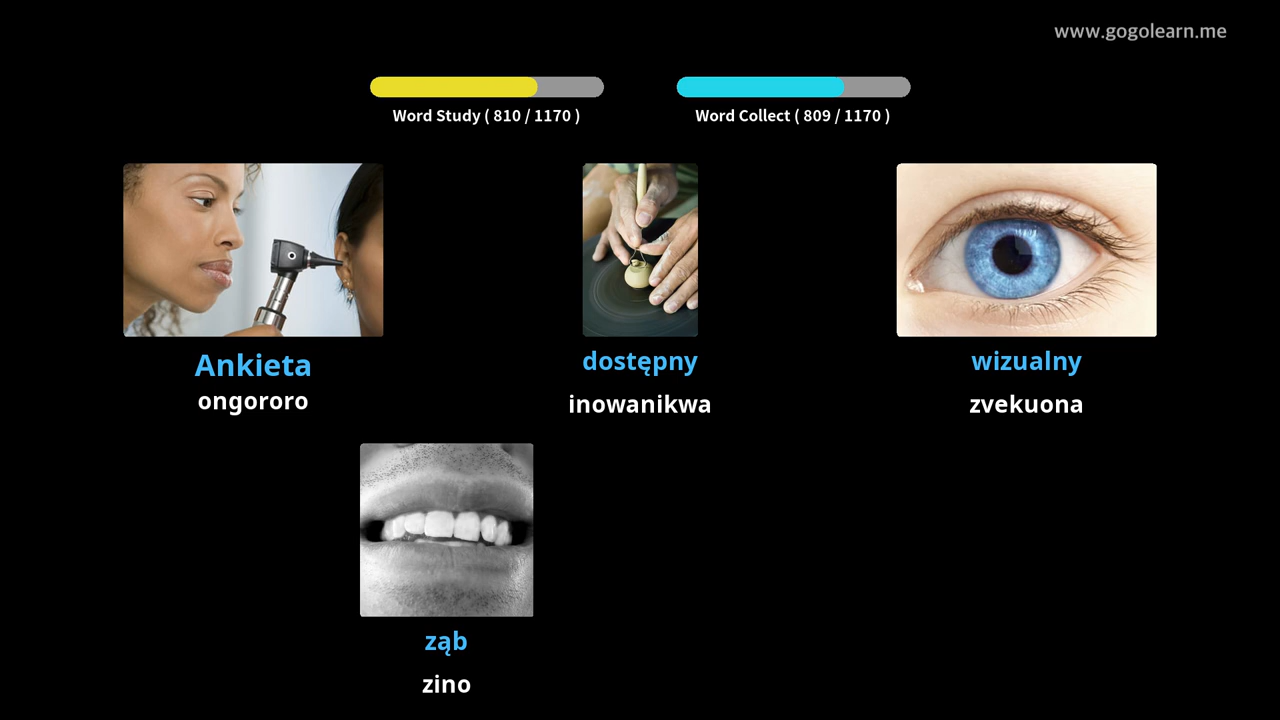 www.gogolearn.me
Word Study ( 810 / 1170 )
Word Collect ( 809 / 1170 )
Ankieta
ongororo
dostępny
inowanikwa
wizualny
zvekuona
ząb
zino